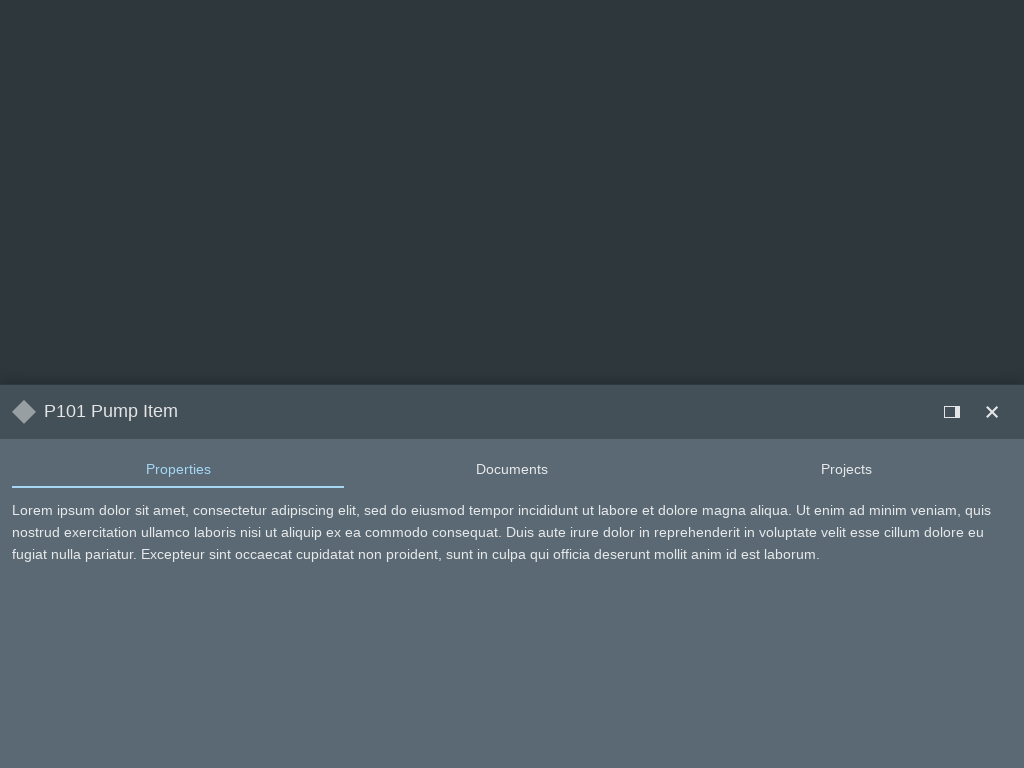 P101 Pump Item
Properties Documents Projects
Lorem ipsum dolor sit amet, consectetur adipiscing elit, sed do eiusmod tempor incididunt ut labore et dolore magna aliqua. Ut enim ad minim veniam, quis
nostrud exercitation ullamco laboris nisi ut aliquip ex ea commodo consequat. Duis aute irure dolor in reprehenderit in voluptate velit esse cillum dolore eu
fugiat nulla pariatur. Excepteur sint occaecat cupidatat non proident, sunt in culpa qui officia deserunt mollit anim id est laborum.